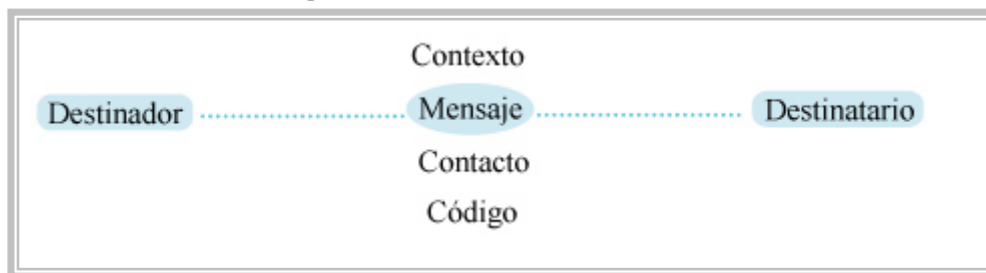 Contexto
Destinador Mensaje Destinatario
Contacto
Código